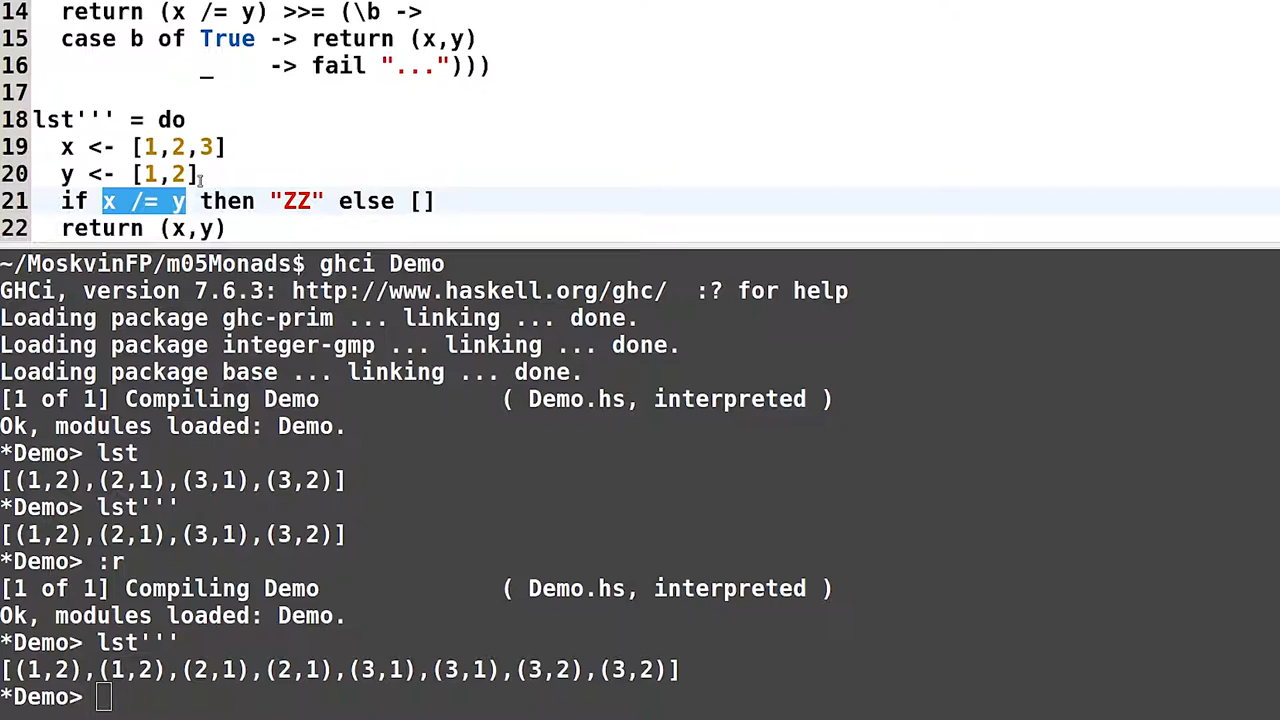 14  return (x /= y) >>= (\b ->
15  case b of True -> return (x,y)
16            _    -> fail "...")))
17
18 lst''' = do
19  x <- [1,2,3]
20  y <- [1,2]
21  if x /= y then "ZZ" else []
22  return (x,y)
~/MoskvinFP/m05Monads$ ghci Demo
GHCi, version 7.6.3: http://www.haskell.org/ghc/  :? for help
Loading package ghc-prim ... linking ... done.
Loading package integer-gmp ... linking ... done.
Loading package base ... linking ... done.
[1 of 1] Compiling Demo             ( Demo.hs, interpreted )
Ok, modules loaded: Demo.
*Demo> lst
[(1,2),(2,1),(3,1),(3,2)]
*Demo> lst'''
[(1,2),(2,1),(3,1),(3,2)]
*Demo> :r
[1 of 1] Compiling Demo             ( Demo.hs, interpreted )
Ok, modules loaded: Demo.
*Demo> lst'''
[(1,2),(1,2),(2,1),(2,1),(3,1),(3,1),(3,2),(3,2)]
*Demo>